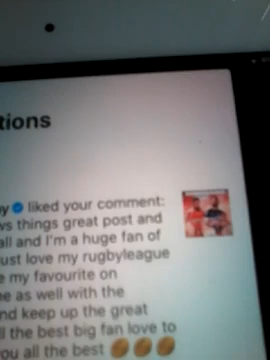 tions
y liked your comment:
ws things great post and
all and I'm a huge fan of
ust love my rugbyleague
e my favourite on
e as well with the
nd keep up the great
ll the best big fan love to
ou all the best 🏉🏉🏉